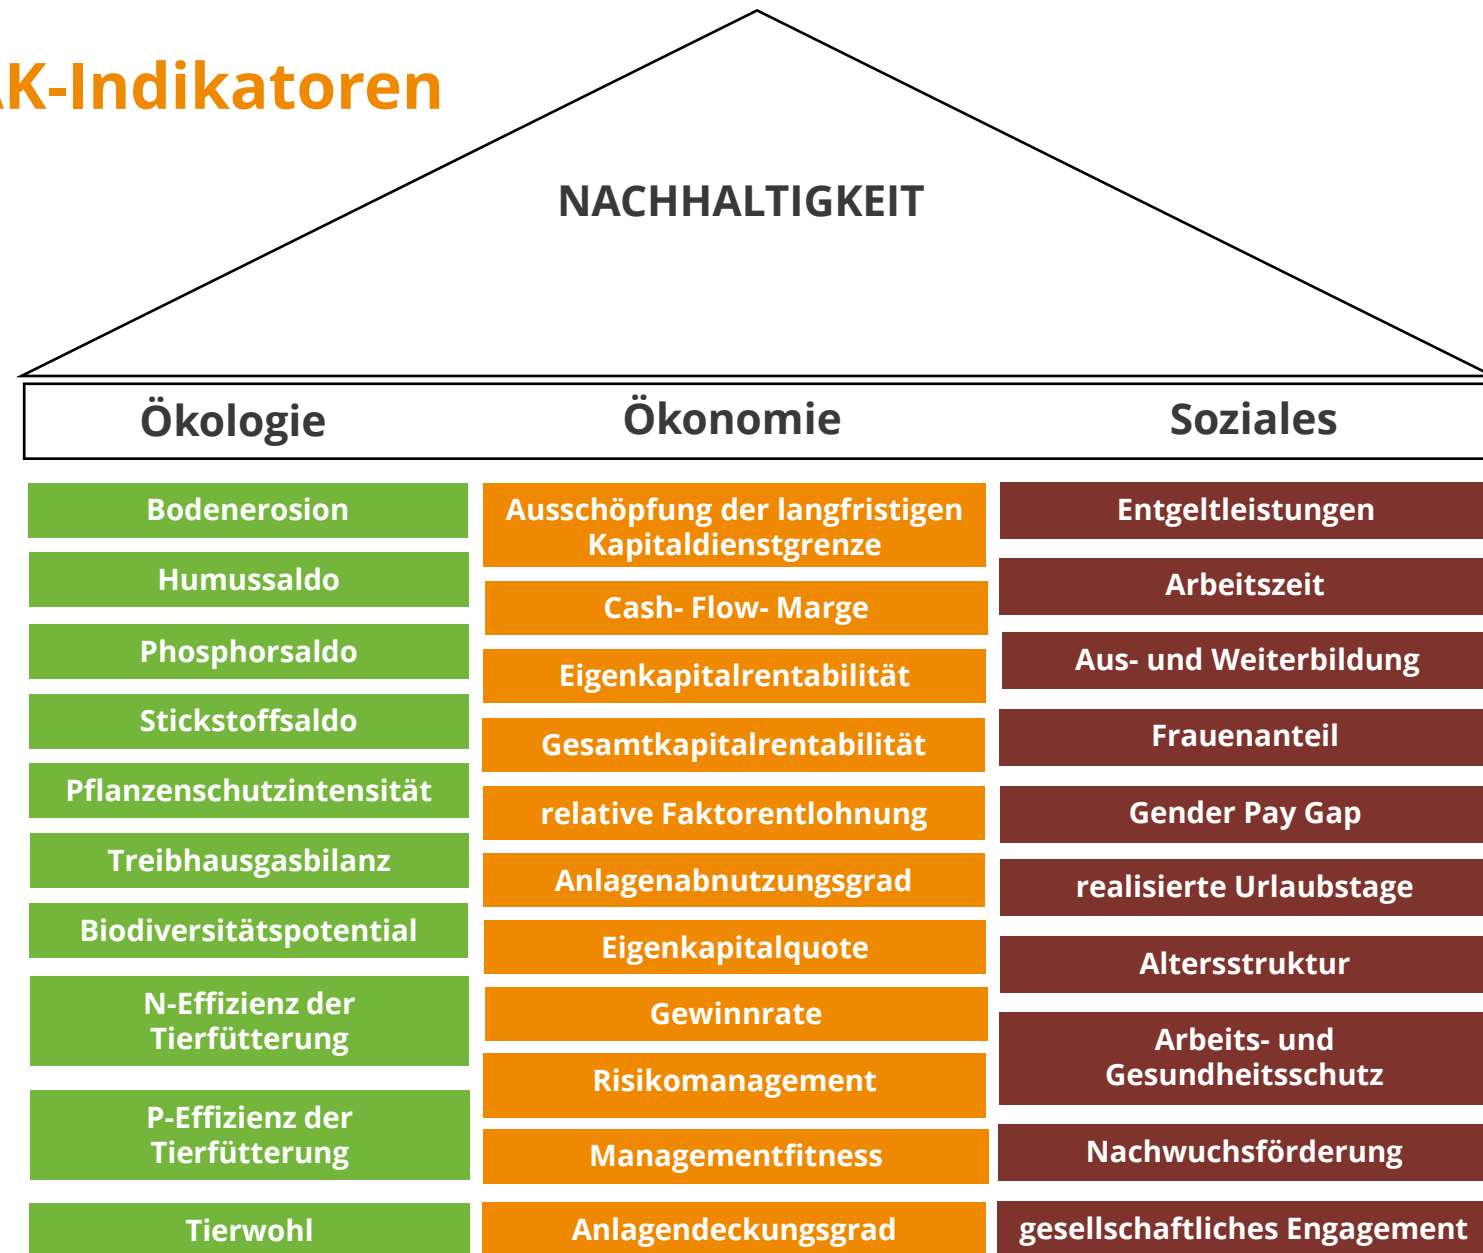 K-Indikatoren
NACHHALTIGKEIT
Ökologie
Ökonomie
Soziales
Bodenerosion
Humussaldo
Phosphorsaldo
Stickstoffsaldo
Pflanzenschutzintensität
Treibhausgasbilanz
Biodiversitätspotential
N-Effizienz der
Tierfütterung
P-Effizienz der
Tierfütterung
Tierwohl
Ausschöpfung der langfristigen
Kapitaldienstgrenze
Cash- Flow- Marge
Eigenkapitalrentabilität
Gesamtkapitalrentabilität
relative Faktorentlohnung
Anlagenabnutzungsgrad
Eigenkapitalquote
Gewinnrate
Risikomanagement
Managementfitness
Anlagendeckungsgrad
Entgeltleistungen
Arbeitszeit
Aus- und Weiterbildung
Frauenanteil
Gender Pay Gap
realisierte Urlaubstage
Altersstruktur
Arbeits- und
Gesundheitsschutz
Nachwuchsförderung
gesellschaftliches Engagement